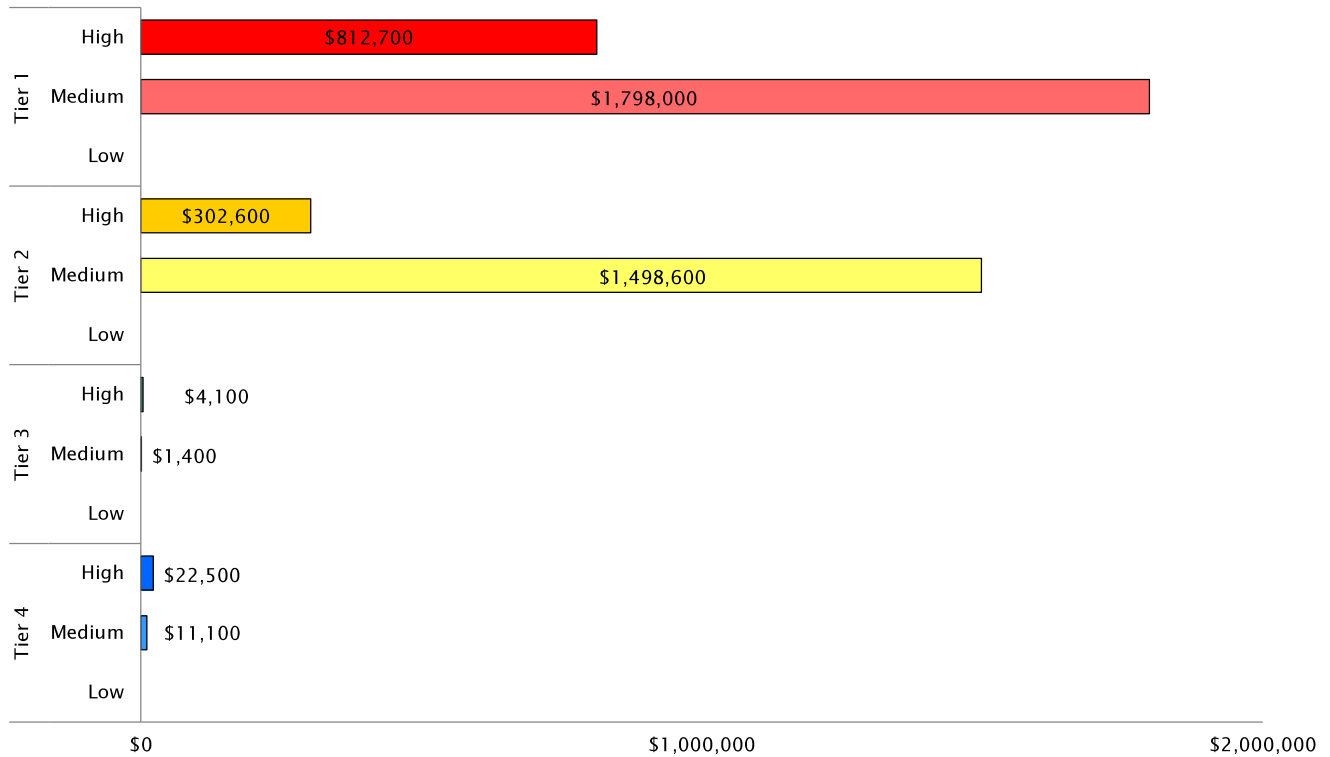 Tier 1
High $812,700
Medium $1,798,000
Low
Tier 2
High $302,600
Medium $1,498,600
Low
Tier 3
High $4,100
Medium $1,400
Low
Tier 4
High $22,500
Medium $11,100
Low
$0 $1,000,000 $2,000,000